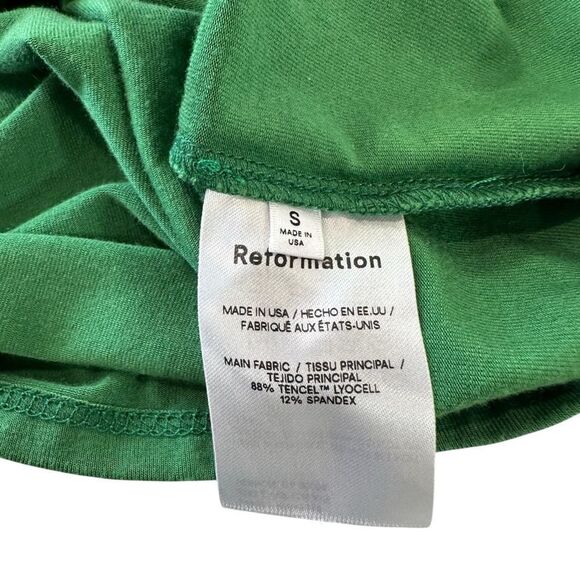 S
MADE IN
USA
Reformation
MADE IN USA / HECHO EN EE.UU /
FABRIQUÉ AUX ÉTATS-UNIS
MAIN FABRIC / TISSU PRINCIPAL /
TEJIDO PRINCIPAL
88% TENCEL™ LYOCELL
12% SPANDEX